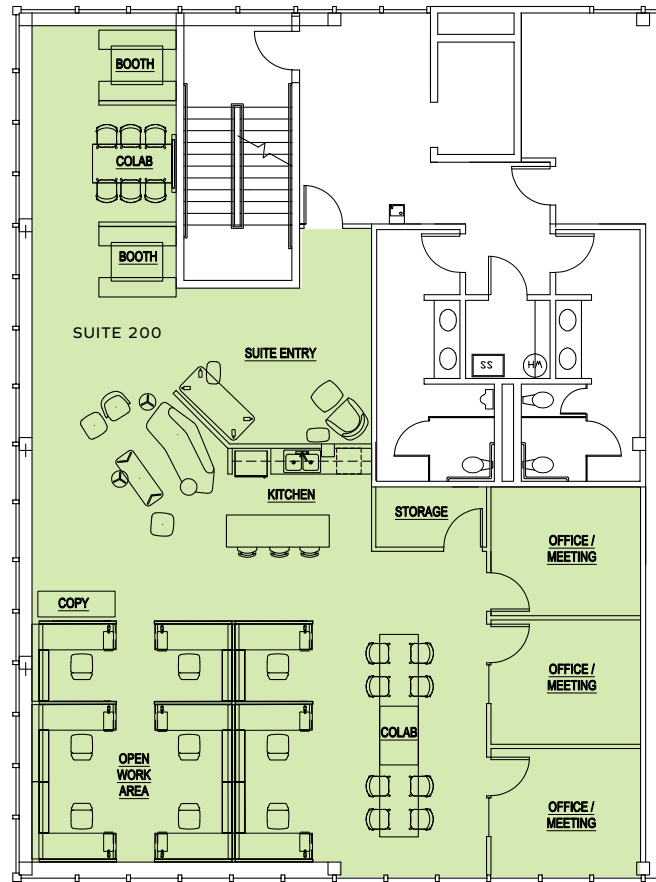 BOOTH
COLAB
BOOTH
SUITE 200
SUITE ENTRY
SS
HW
KITCHEN
STORAGE
OFFICE /
MEETING
COPY
OFFICE /
MEETING
COLAB
OPEN
WORK
AREA
OFFICE /
MEETING